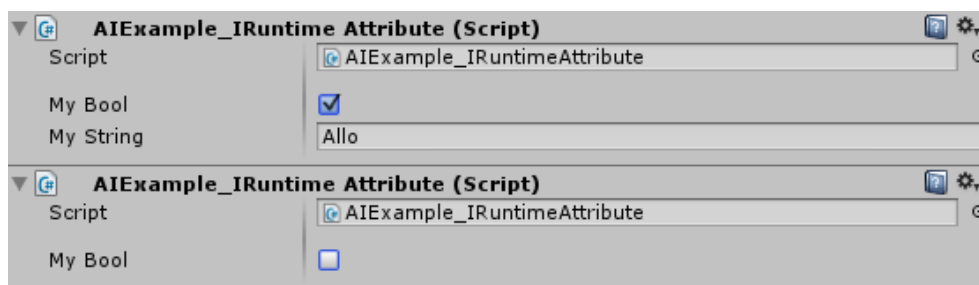 AIExample_IRuntime Attribute (Script)
Script AIExample_IRuntimeAttribute
My Bool
My String Allo
AIExample_IRuntime Attribute (Script)
Script AIExample_IRuntimeAttribute
My Bool